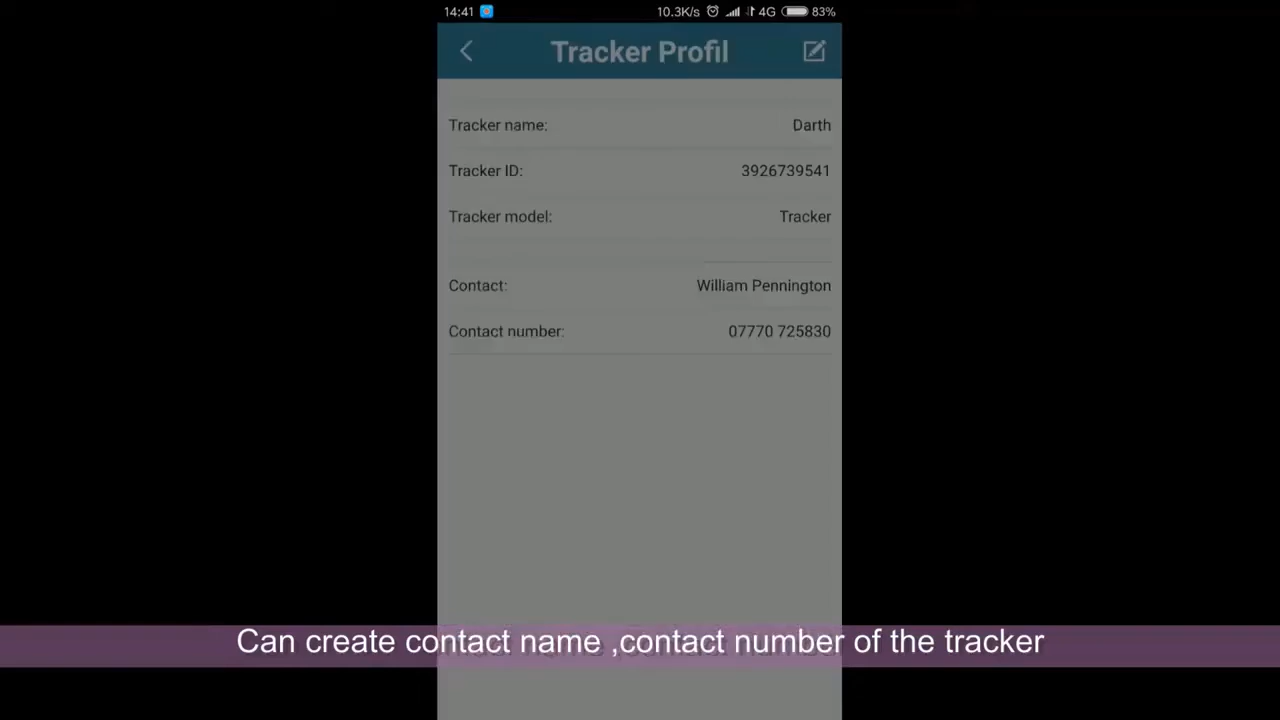 14:41 10.3K/s 4G 83%
Tracker Profil
Tracker name: Darth
Tracker ID: 3926739541
Tracker model: Tracker
Contact: William Pennington
Contact number: 07770 725830
Can create contact name ,contact number of the tracker